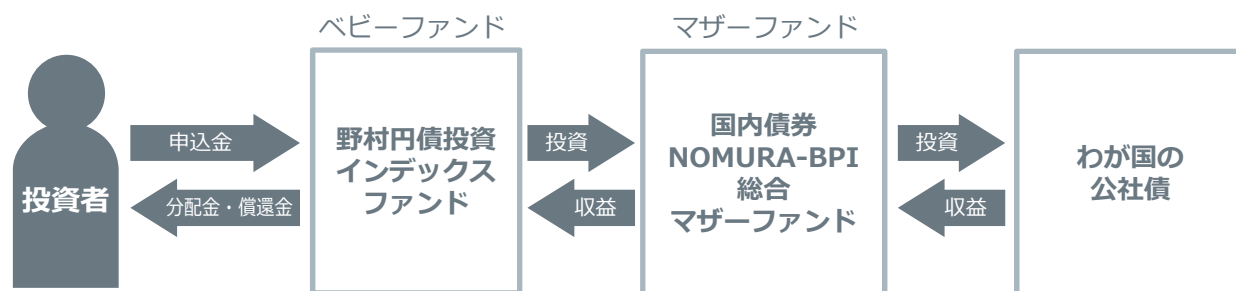 ベビーファンド
マザーファンド
投資者
申込金
分配金・償還金
野村円債投資
インデックス
ファンド
投資
収益
国内債券
NOMURA-BPI
総合
マザーファンド
投資
収益
わが国の
公社債